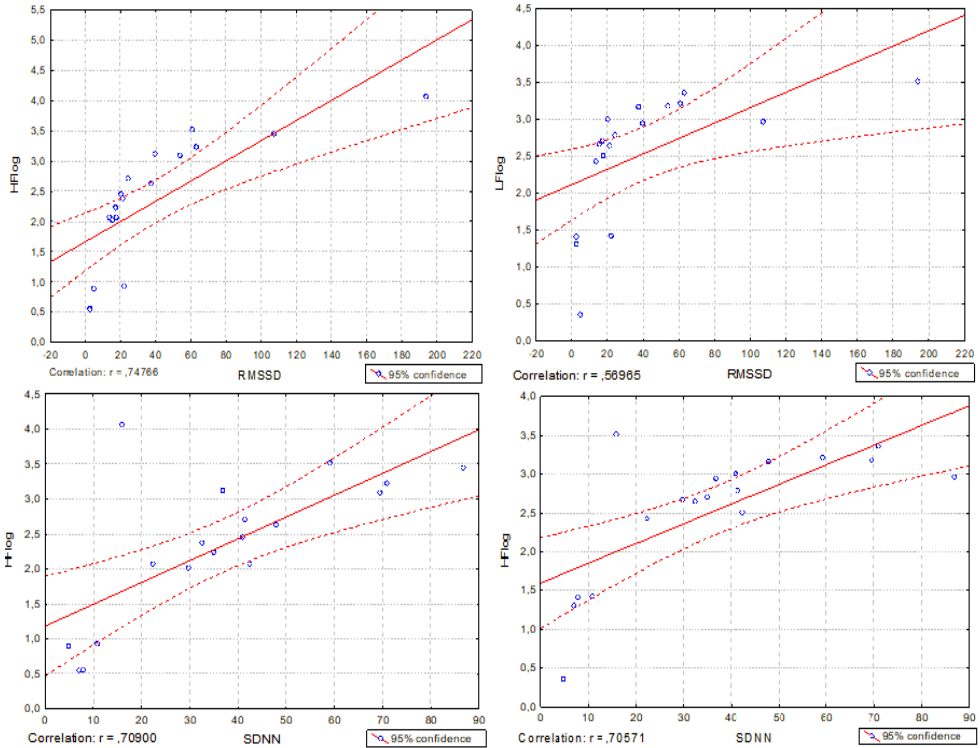 5,5
5,0
4,5
4,0
3,5
3,0
2,5
2,0
1,5
1,0
0,5
0,0
HFlog
-20 0 20 40 60 80 100 120 140 160 180 200 220
Correlation: r = ,74766
RMSSD
95% confidence
4,5
4,0
3,5
3,0
2,5
2,0
1,5
1,0
0,5
0,0
LFlog
-20 0 20 40 60 80 100 120 140 160 180 200 220
Correlation: r = ,56965
RMSSD
95% confidence
4,5
4,0
3,5
3,0
2,5
2,0
1,5
1,0
0,5
0,0
HFlog
0 10 20 30 40 50 60 70 80 90
Correlation: r = ,70900
SDNN
95% confidence
4,0
3,5
3,0
2,5
2,0
1,5
1,0
0,5
0,0
HFlog
0 10 20 30 40 50 60 70 80 90
Correlation: r = ,70571
SDNN
95% confidence